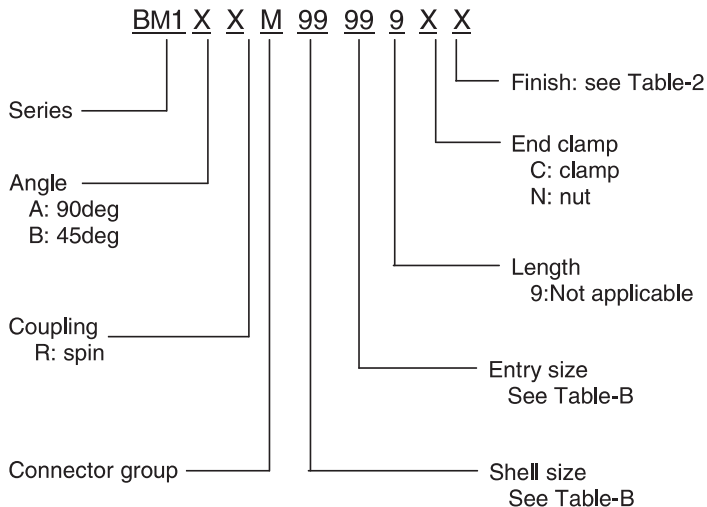 BM1 X X M 99 99 9 X X
Series
Angle
A: 90deg
B: 45deg
Coupling
R: spin
Connector group
Finish: see Table-2
End clamp
C: clamp
N: nut
Length
9:Not applicable
Entry size
See Table-B
Shell size
See Table-B